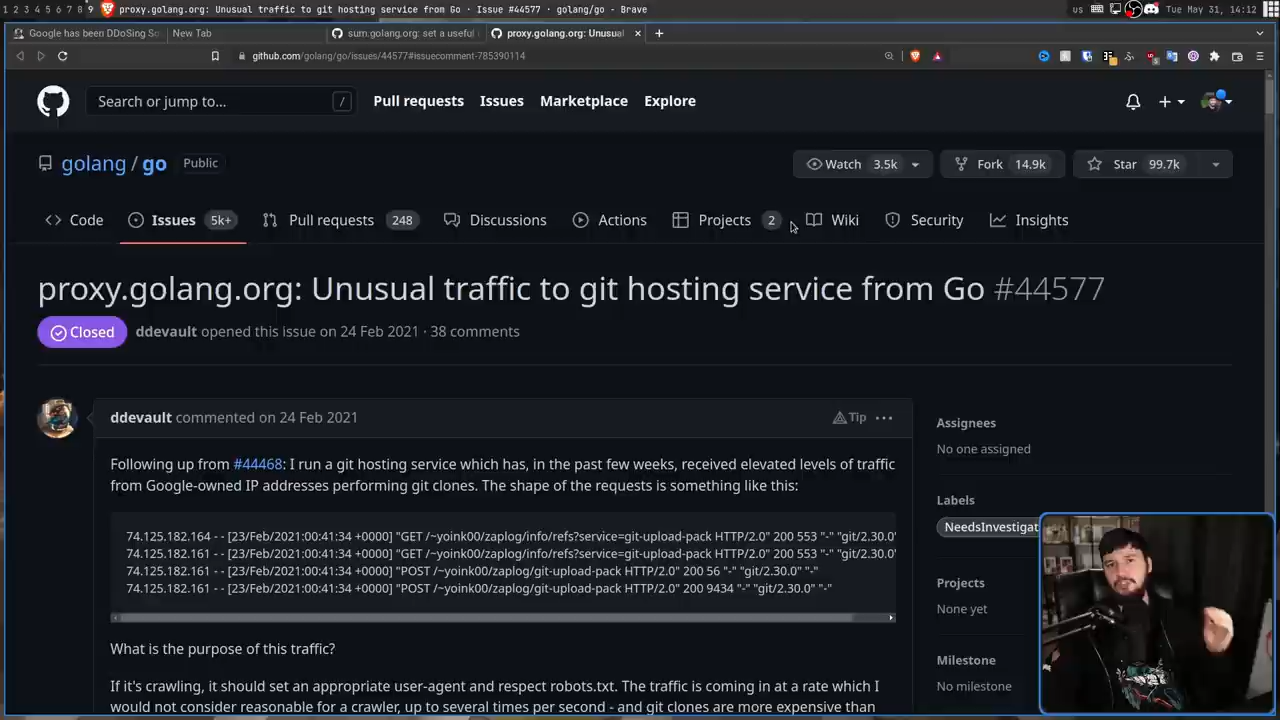 1 2 3 4 5 6 7 8 9 proxy.golang.org: Unusual traffic to git hosting service from Go · Issue #44577 · golang/go - Brave
us Tue May 31, 14:12
Google has been DDoSing So
New Tab
sum.golang.org: set a useful
proxy.golang.org: Unusual
github.com/golang/go/issues/44577#issuecomment-785390114
Search or jump to... /
Pull requests Issues Marketplace Explore
golang / go Public
Watch 3.5k Fork 14.9k Star 99.7k
Code Issues 5k+ Pull requests 248 Discussions Actions Projects 2 Wiki Security Insights
proxy.golang.org: Unusual traffic to git hosting service from Go #44577
Closed ddevault opened this issue on 24 Feb 2021 · 38 comments
ddevault commented on 24 Feb 2021 Tip ...
Following up from #44468: I run a git hosting service which has, in the past few weeks, received elevated levels of traffic
from Google-owned IP addresses performing git clones. The shape of the requests is something like this:
74.125.182.164 - - [23/Feb/2021:00:41:34 +0000] "GET /~yoink00/zaplog/info/refs?service=git-upload-pack HTTP/2.0" 200 553 "-" "git/2.30.0"
74.125.182.161 - - [23/Feb/2021:00:41:34 +0000] "GET /~yoink00/zaplog/info/refs?service=git-upload-pack HTTP/2.0" 200 553 "-" "git/2.30.0"
74.125.182.161 - - [23/Feb/2021:00:41:34 +0000] "POST /~yoink00/zaplog/git-upload-pack HTTP/2.0" 200 56 "-" "git/2.30.0" "-"
74.125.182.161 - - [23/Feb/2021:00:41:34 +0000] "POST /~yoink00/zaplog/git-upload-pack HTTP/2.0" 200 9434 "-" "git/2.30.0" "-"
What is the purpose of this traffic?
If it's crawling, it should set an appropriate user-agent and respect robots.txt. The traffic is coming in at a rate which I
would not consider reasonable for a crawler, up to several times per second - and git clones are more expensive than
Assignees
No one assigned
Labels
NeedsInvestigat
Projects
None yet
Milestone
No milestone